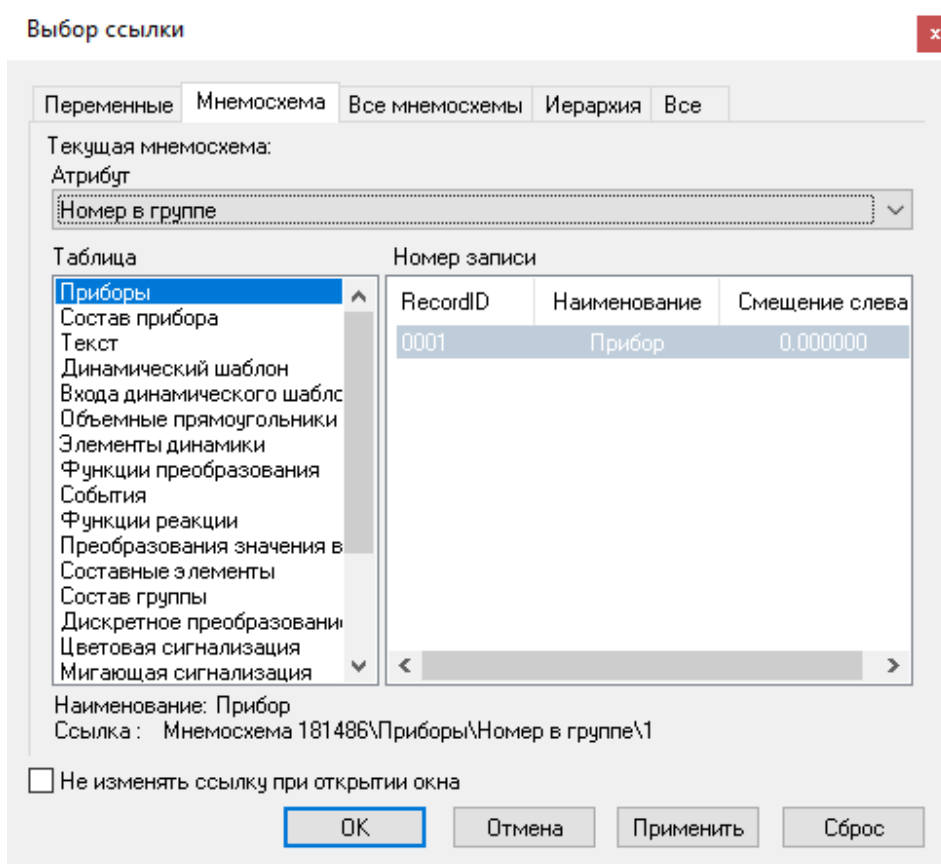 Выбор ссылки
x
Переменные Мнемосхема Все мнемосхемы Иерархия Все
Текущая мнемосхема:
Атрибут
Номер в группе
Таблица
Приборы
Состав прибора
Текст
Динамический шаблон
Входа динамического шабло
Объемные прямоугольники
Элементы динамики
Функции преобразования
События
Функции реакции
Преобразования значения в
Составные элементы
Состав группы
Дискретное преобразовани
Цветовая сигнализация
Мигающая сигнализация
Номер записи
RecordID Наименование Смещение слева
0001 Прибор 0.000000
Наименование: Прибор
Ссылка : Мнемосхема 181486\Приборы\Номер в группе\1
Не изменять ссылку при открытии окна
OK Отмена Применить Сброс